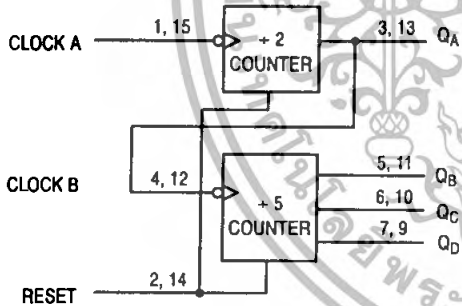 CLOCK A
1, 15
÷ 2
COUNTER
3, 13
QA
CLOCK B
4, 12
÷ 5
COUNTER
5, 11
QB
6, 10
QC
7, 9
QD
RESET
2, 14